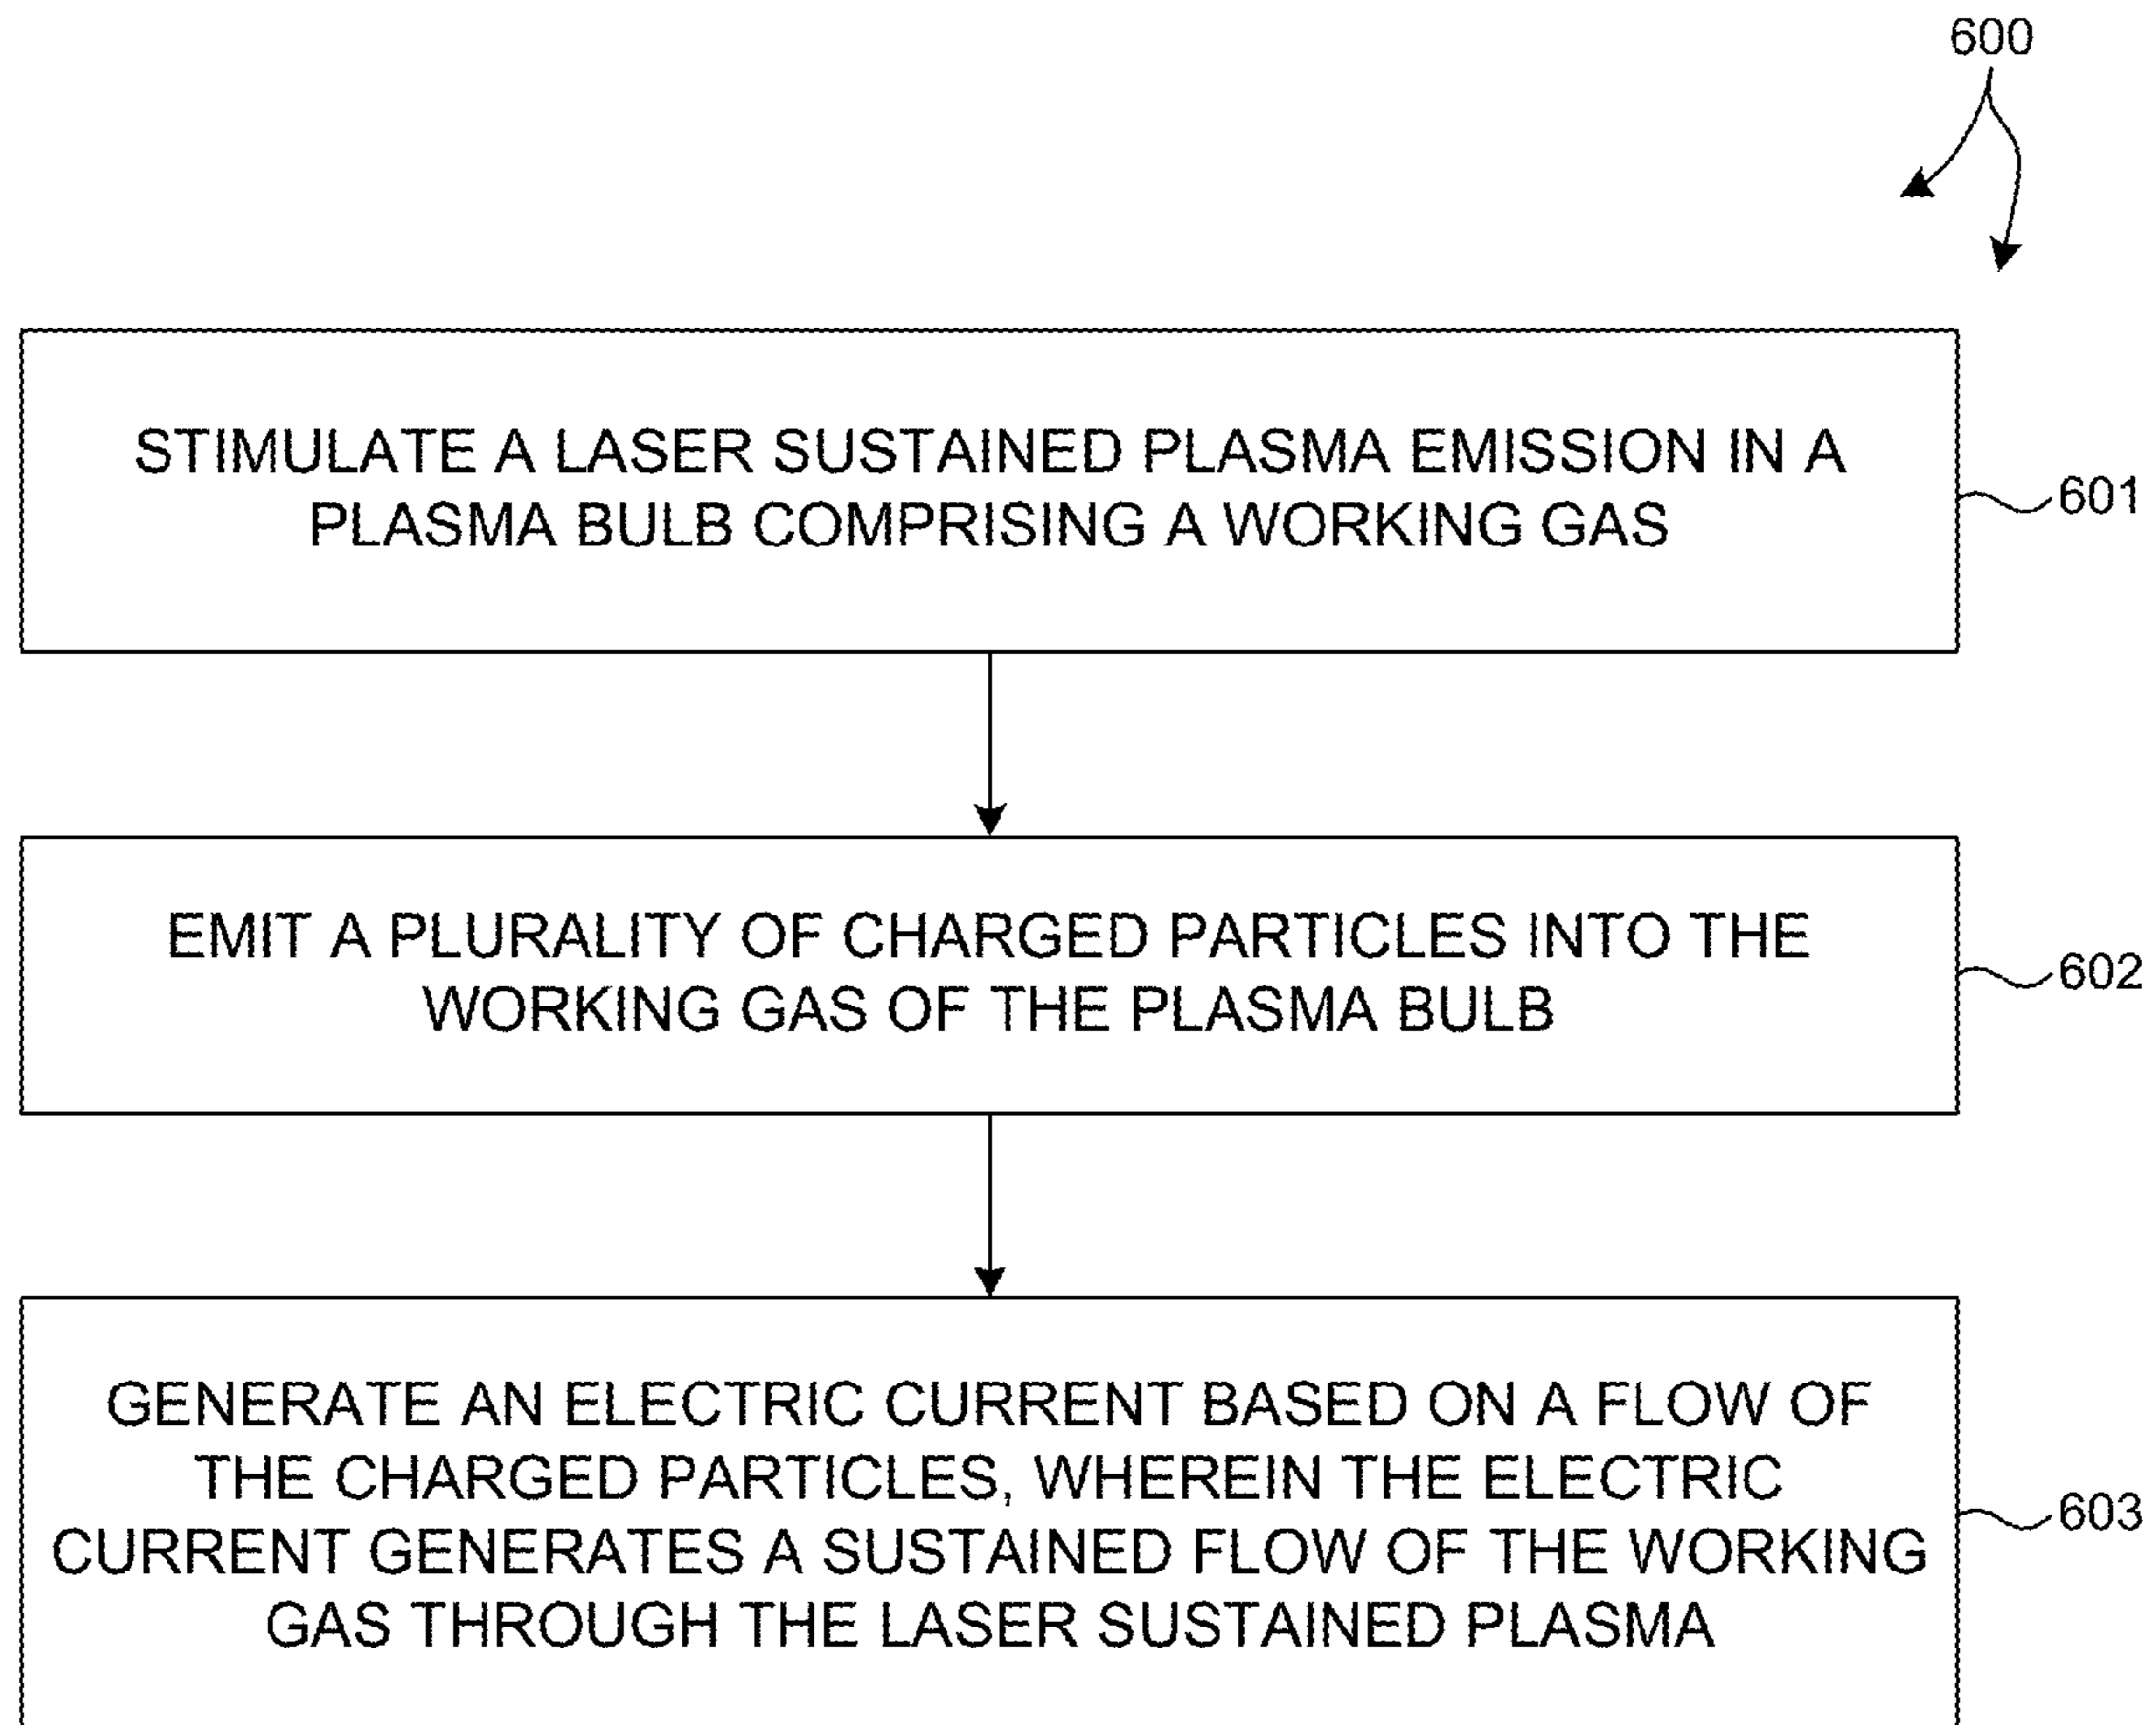 600
STIMULATE A LASER SUSTAINED PLASMA EMISSION IN A
PLASMA BULB COMPRISING A WORKING GAS
601
EMIT A PLURALITY OF CHARGED PARTICLES INTO THE
WORKING GAS OF THE PLASMA BULB
602
GENERATE AN ELECTRIC CURRENT BASED ON A FLOW OF
THE CHARGED PARTICLES, WHEREIN THE ELECTRIC
CURRENT GENERATES A SUSTAINED FLOW OF THE WORKING
GAS THROUGH THE LASER SUSTAINED PLASMA
603